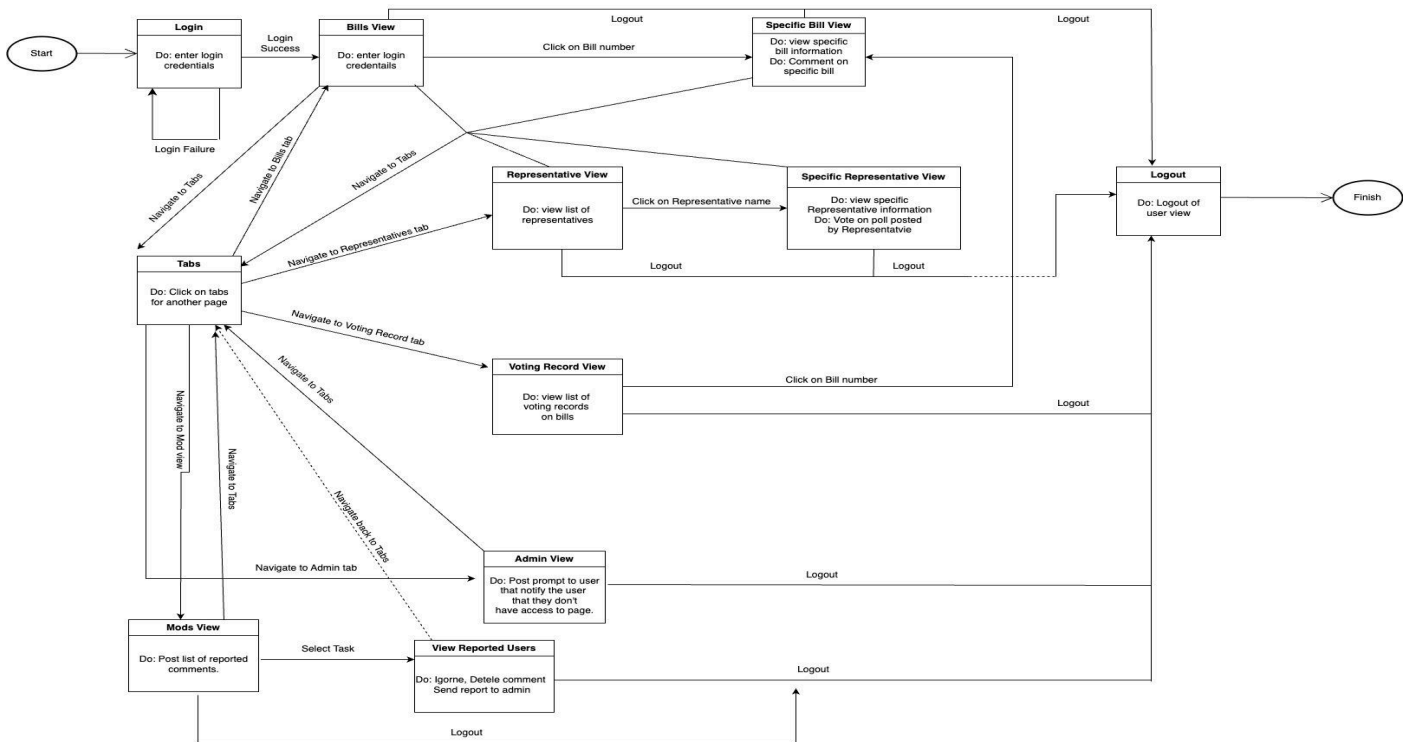 Start
Login
Do: enter login
credentials
Login
Success
Login Failure
Bills View
Do: enter login
credentails
Logout
Click on Bill number
Specific Bill View
Do: view specific
bill information
Do: Comment on
specific bill
Logout
Navigate to Tabs
Navigate to Bills tab
Navigate to Tabs
Representative View
Do: view list of
representatives
Click on Representative name
Specific Representative View
Do: view specific
Representative information
Do: Vote on poll posted
by Representatvie
Logout
Do: Logout of
user view
Finish
Navigate to Representatives tab
Logout
Logout
Tabs
Do: Click on tabs
for another page
Navigate to Voting Record tab
Navigate to Tabs
Voting Record View
Do: view list of
voting records
on bills
Click on Bill number
Logout
Navigate to Mod view
Navigate to Tabs
Navigate back to Tabs
Navigate to Admin tab
Admin View
Do: Post prompt to user
that notify the user
that they don't
have access to page.
Logout
Mods View
Do: Post list of reported
comments.
Select Task
View Reported Users
Do: Igorne, Detele comment
Send report to admin
Logout
Logout